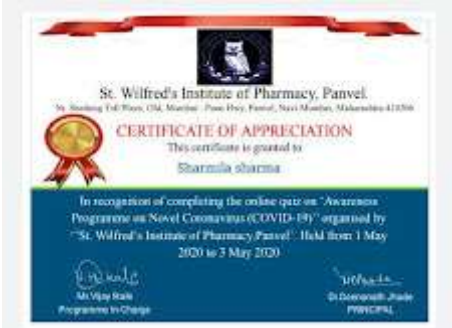 St. Wilfred's Institute of Pharmacy, Panvel
CERTIFICATE OF APPRECIATION
This certificate is granted to
Sharmila sharma
In recognition of completing the online quiz on "Awareness
Programme on Novel Coronavirus (COVID-19)" organised by
"St. Wilfred's Institute of Pharmacy, Panvel". Held from 1 May
2020 to 3 May 2020
Programme In-Charge
PRINCIPAL